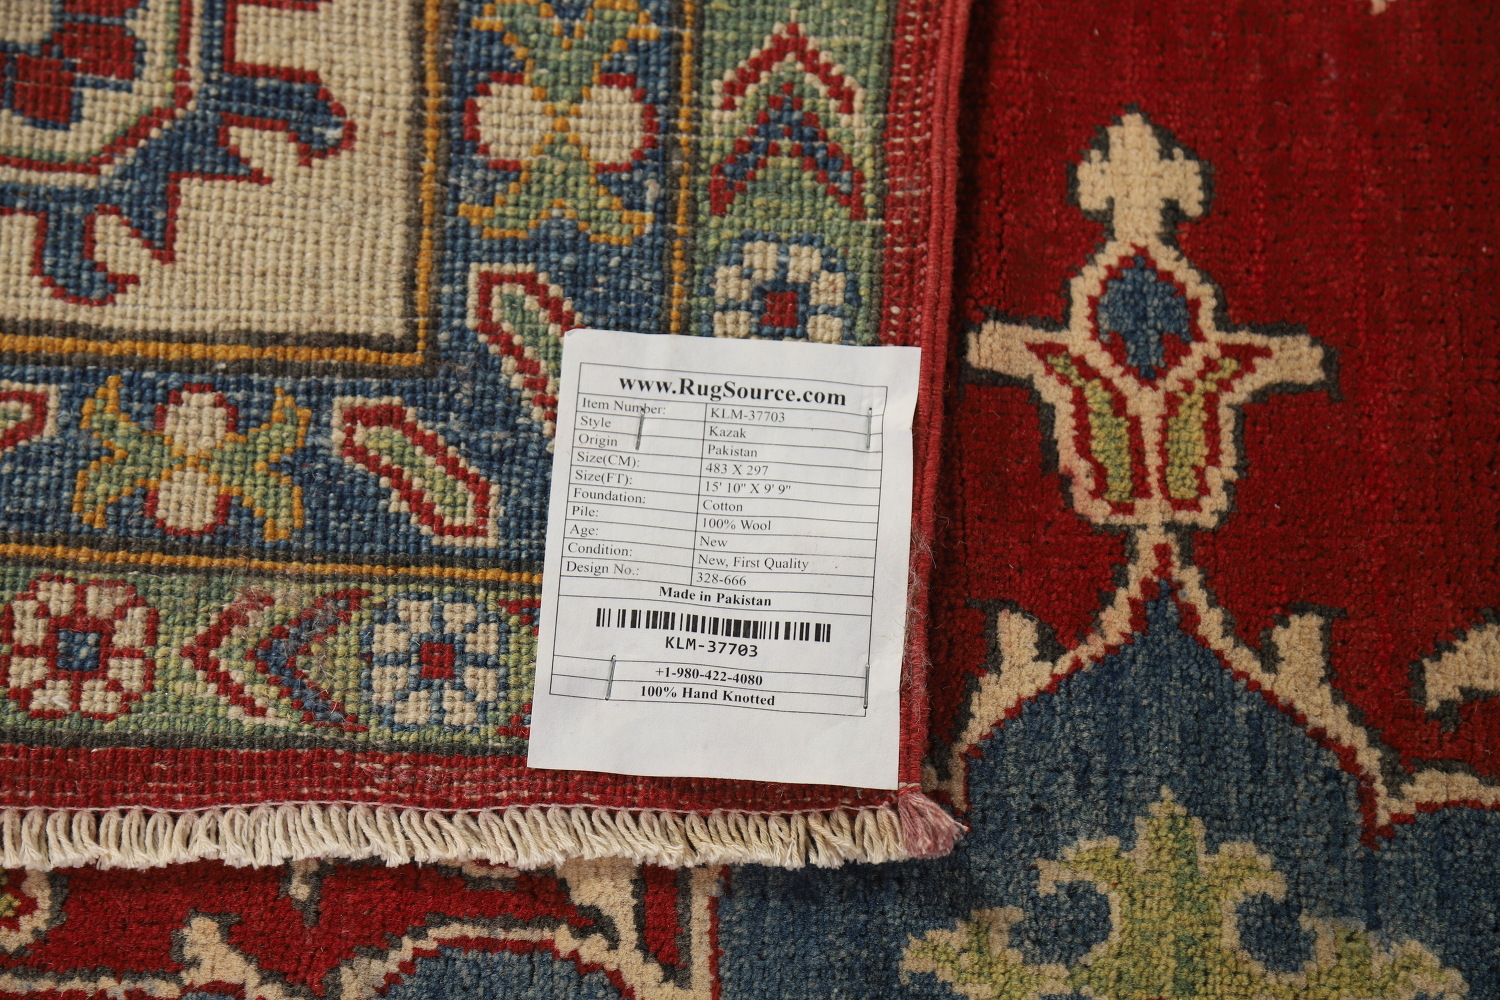 www.RugSource.com
Item Number: KLM-37703
Style Kazak
Origin Pakistan
Size(CM): 483 X 297
Size(FT): 15' 10" X 9' 9"
Foundation: Cotton
Pile: 100% Wool
Age: New
Condition: New, First Quality
Design No.: 328-666
Made in Pakistan
KLM-37703
+1-980-422-4080
100% Hand Knotted